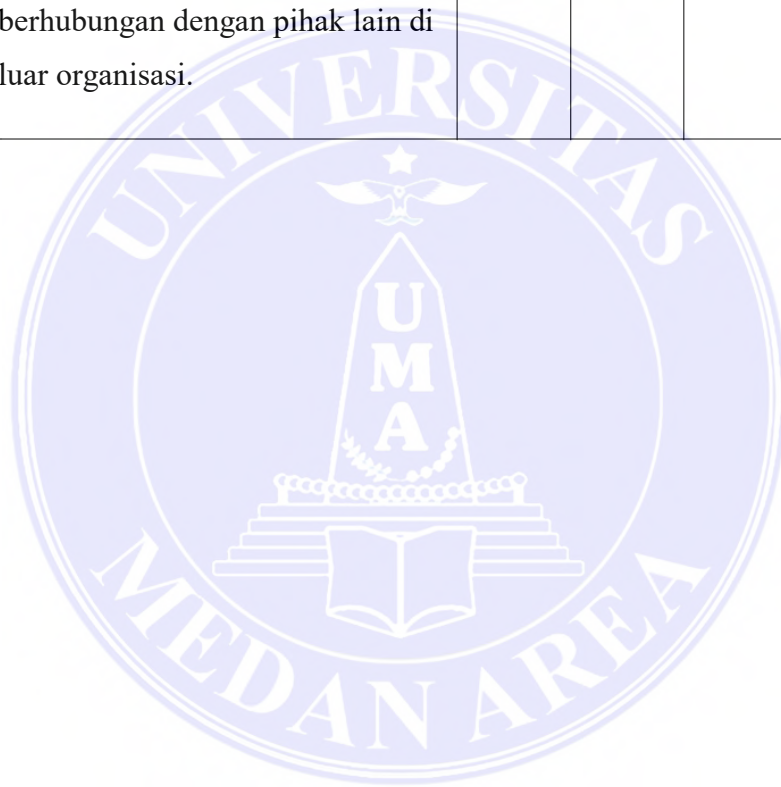 berhubungan dengan pihak lain di
luar organisasi.
UNIVERSITAS
U
M
A
MEDAN AREA